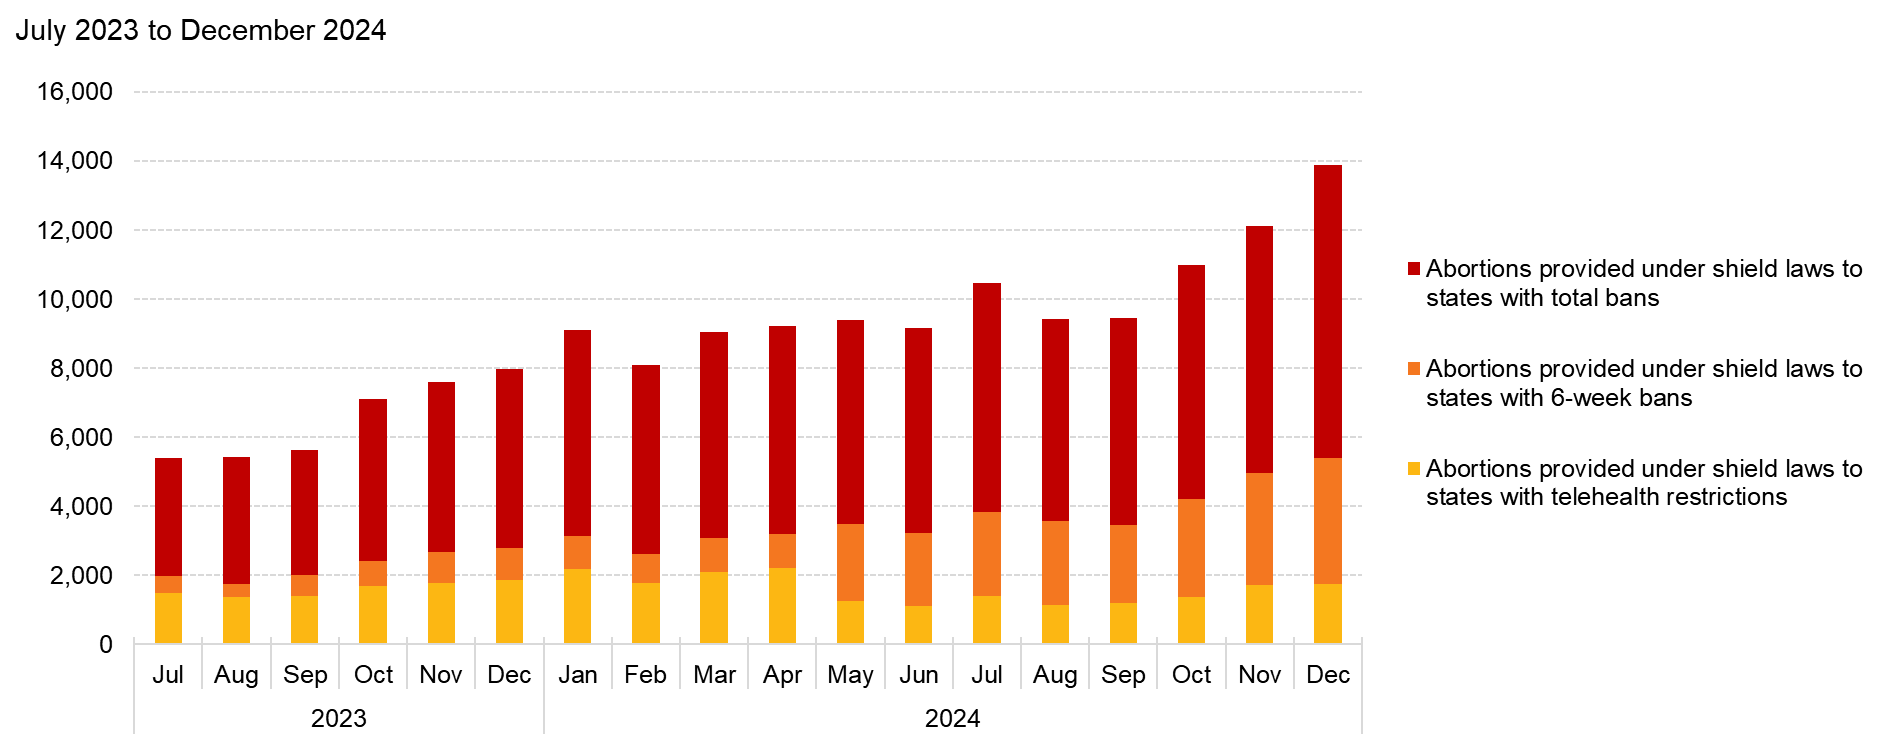 July 2023 to December 2024
16,000
14,000
12,000
10,000
8,000
6,000
4,000
2,000
0
Jul Aug Sep Oct Nov Dec Jan Feb Mar Apr May Jun Jul Aug Sep Oct Nov Dec
2023 2024
Abortions provided under shield laws to
states with total bans
Abortions provided under shield laws to
states with 6-week bans
Abortions provided under shield laws to
states with telehealth restrictions